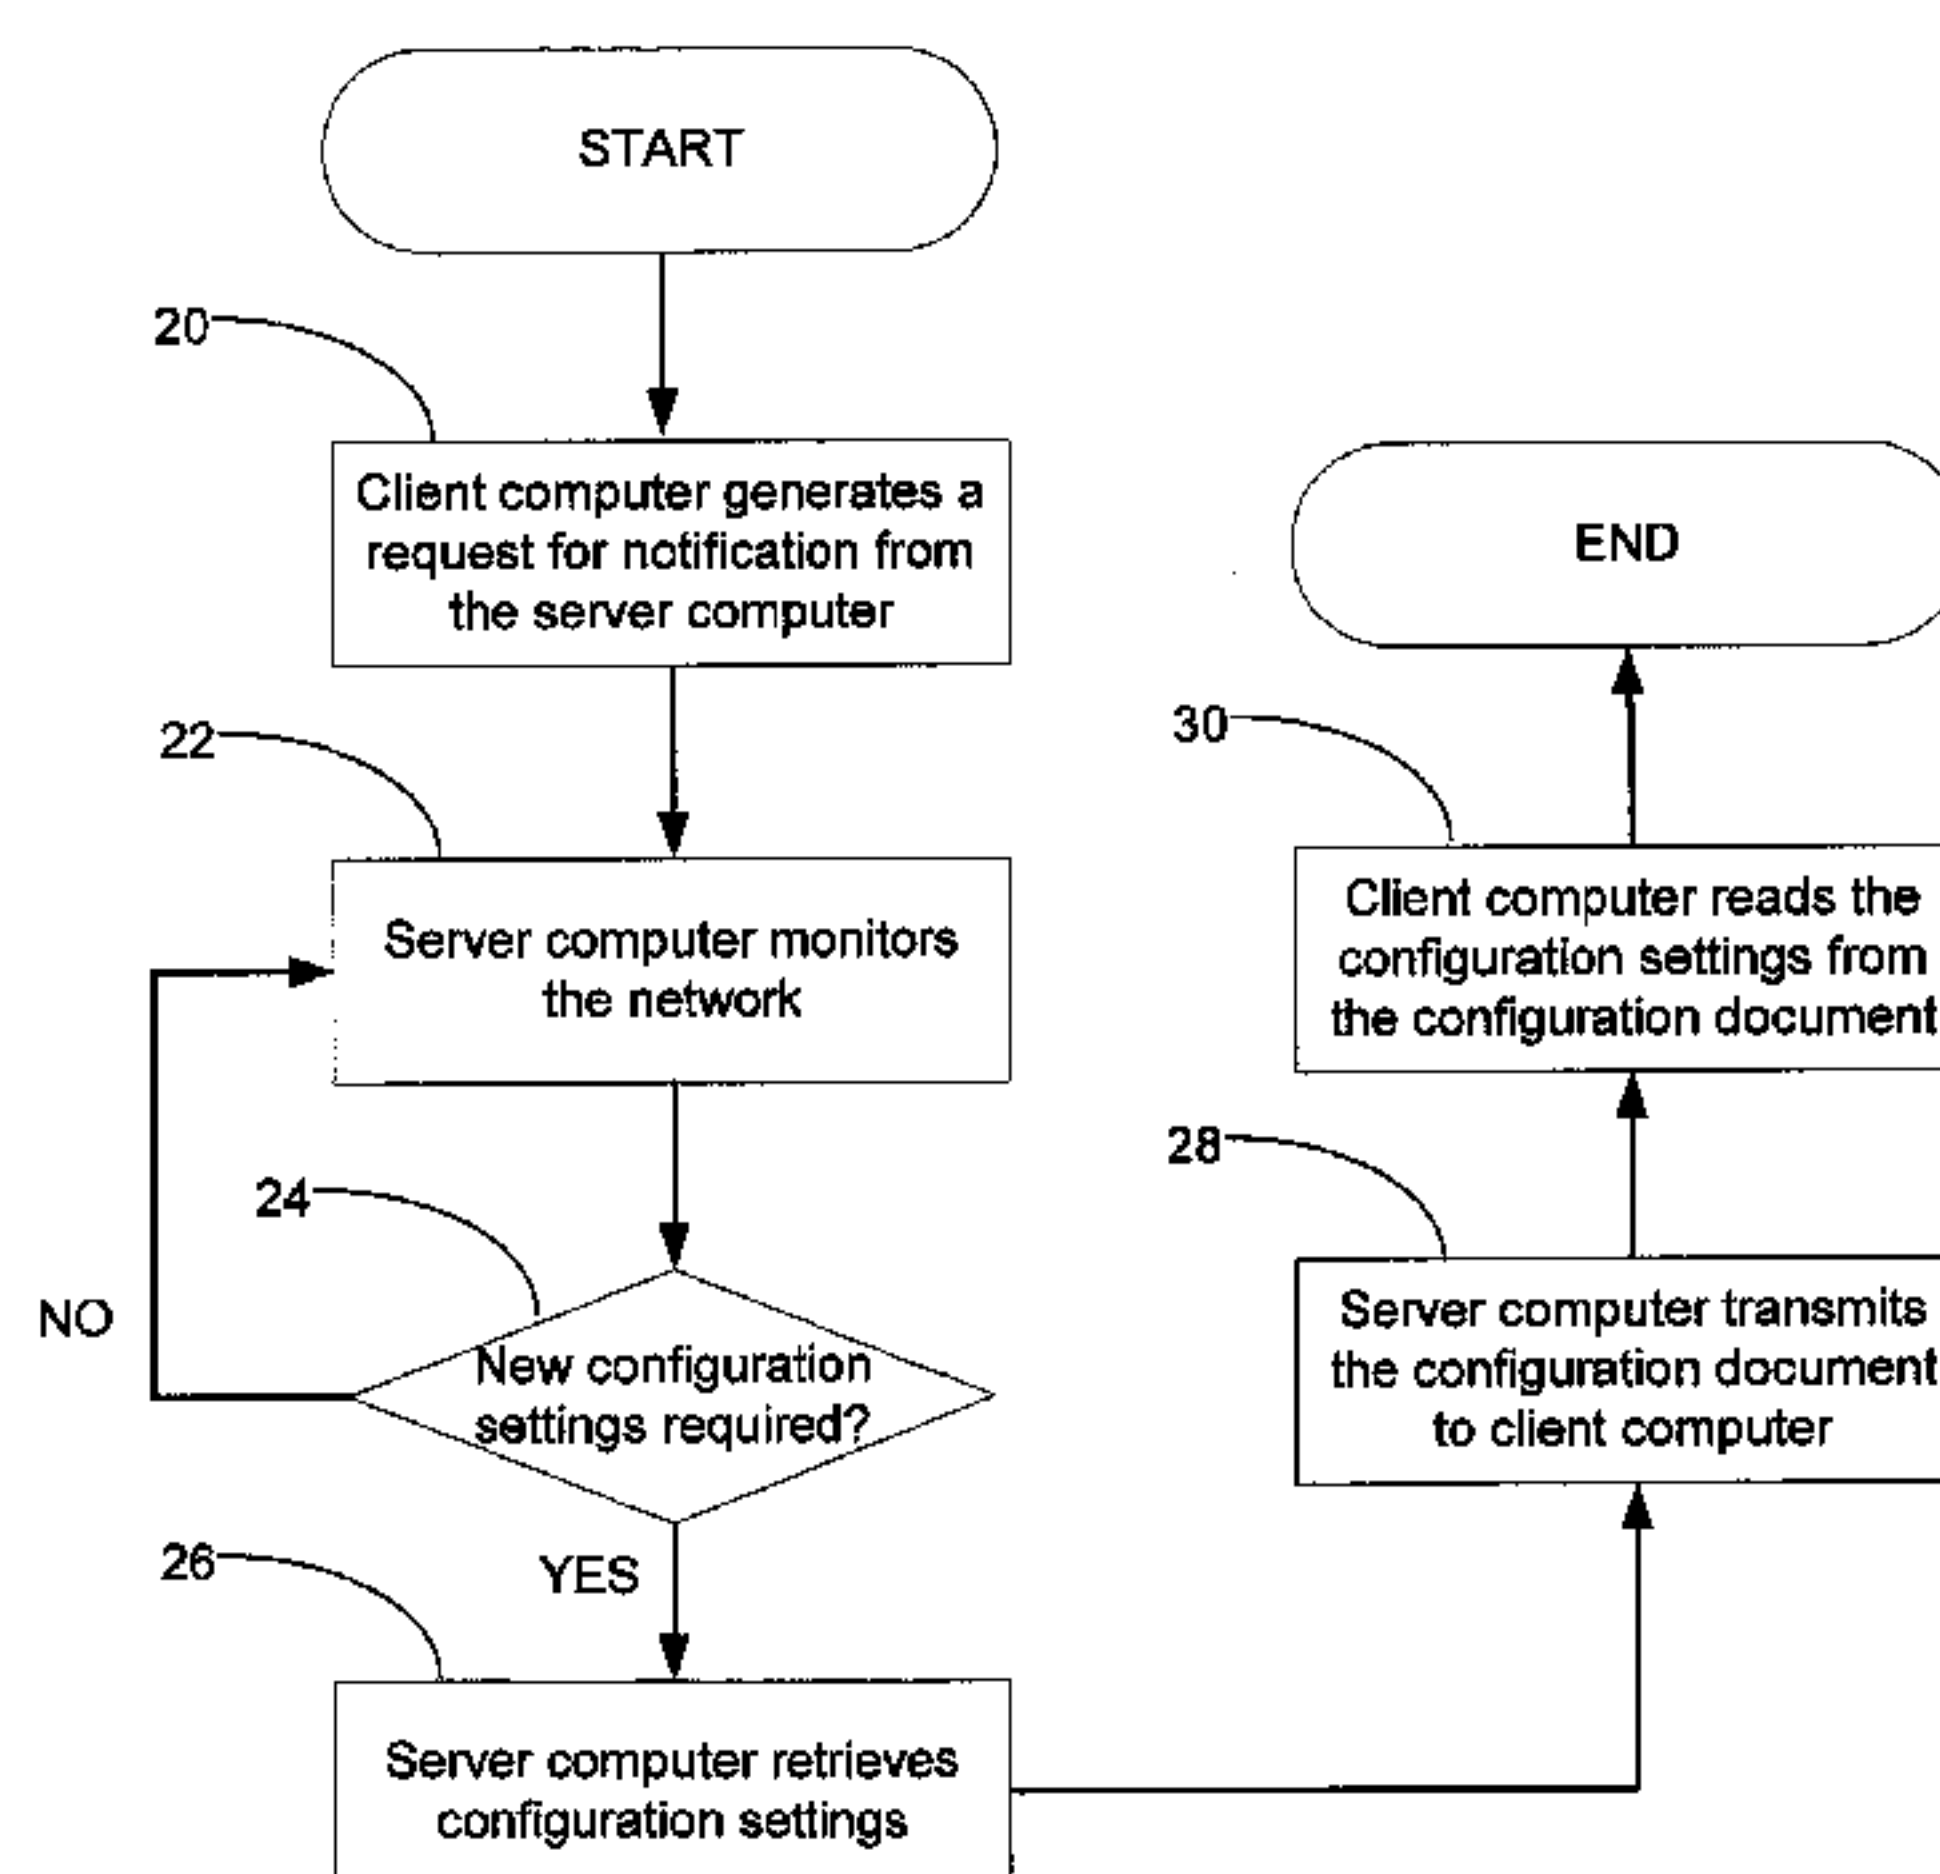 START
20
Client computer generates a
request for notification from
the server computer
22
Server computer monitors
the network
24
NO
New configuration
settings required?
YES
26
Server computer retrieves
configuration settings
END
30
Client computer reads the
configuration settings from
the configuration document
28
Server computer transmits
the configuration document
to client computer